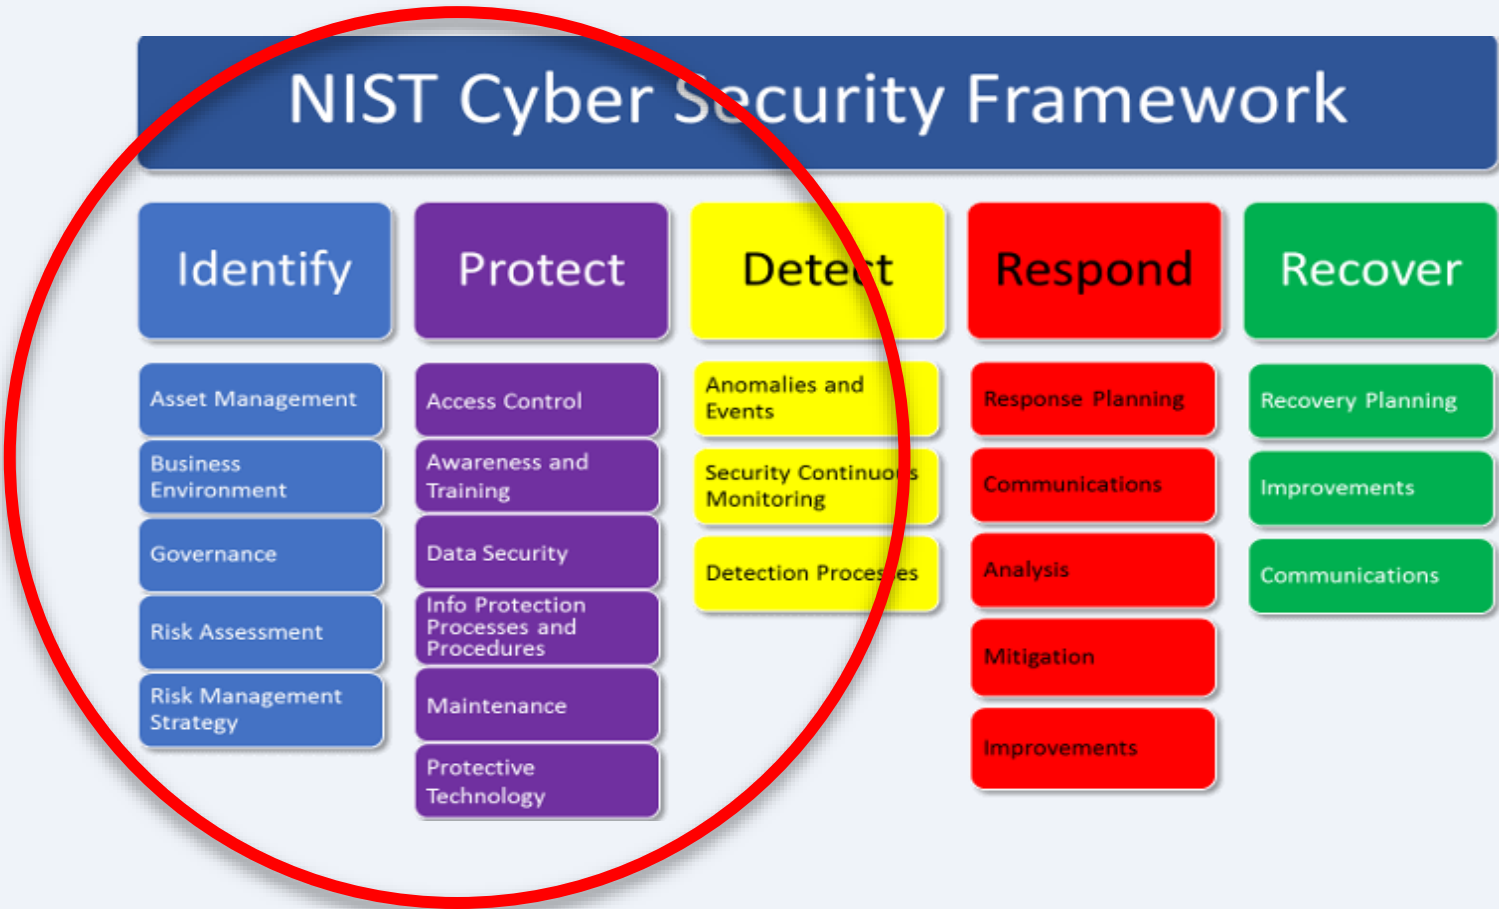 NIST Cyber Security Framework
Identify
Asset Management
Business
Environment
Governance
Risk Assessment
Risk Management
Strategy
Protect
Access Control
Awareness and
Training
Data Security
Info Protection
Processes and
Procedures
Maintenance
Protective
Technology
Detect
Anomalies and
Events
Security Continuous
Monitoring
Detection Processes
Respond
Response Planning
Communications
Analysis
Mitigation
Improvements
Recover
Recovery Planning
Improvements
Communications